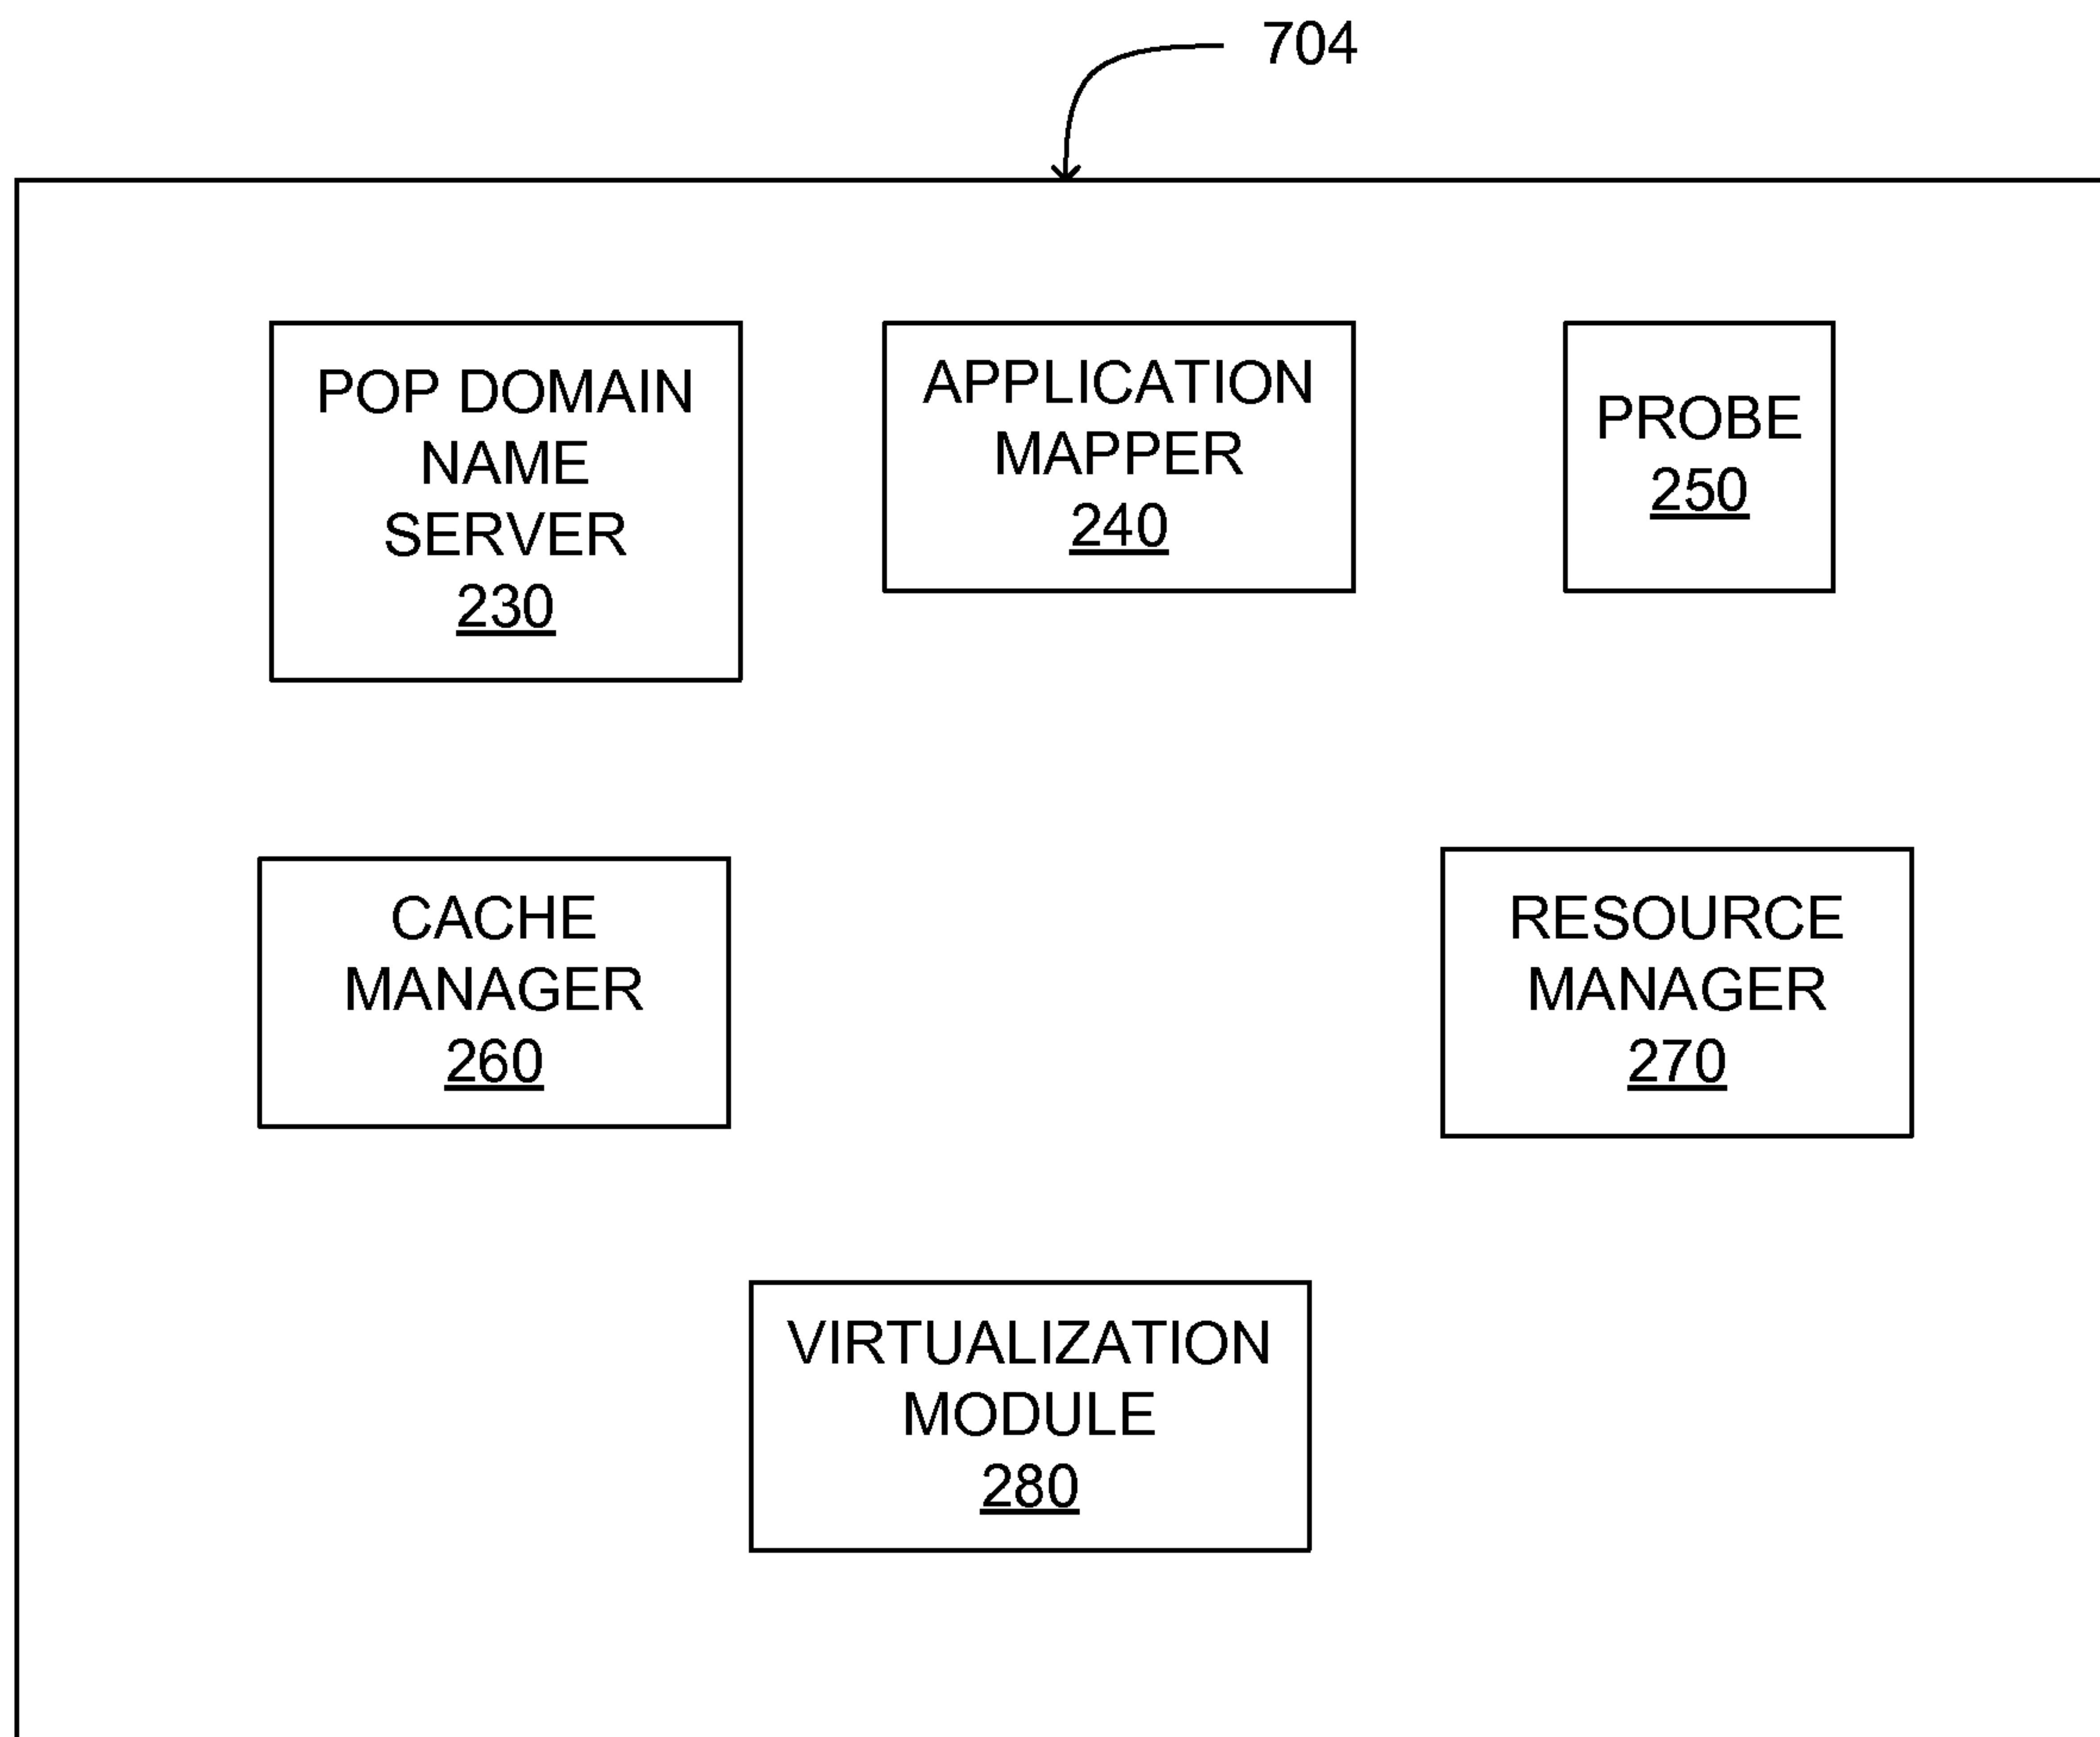 704
POP DOMAIN
NAME
SERVER
230
APPLICATION
MAPPER
240
PROBE
250
CACHE
MANAGER
260
RESOURCE
MANAGER
270
VIRTUALIZATION
MODULE
280